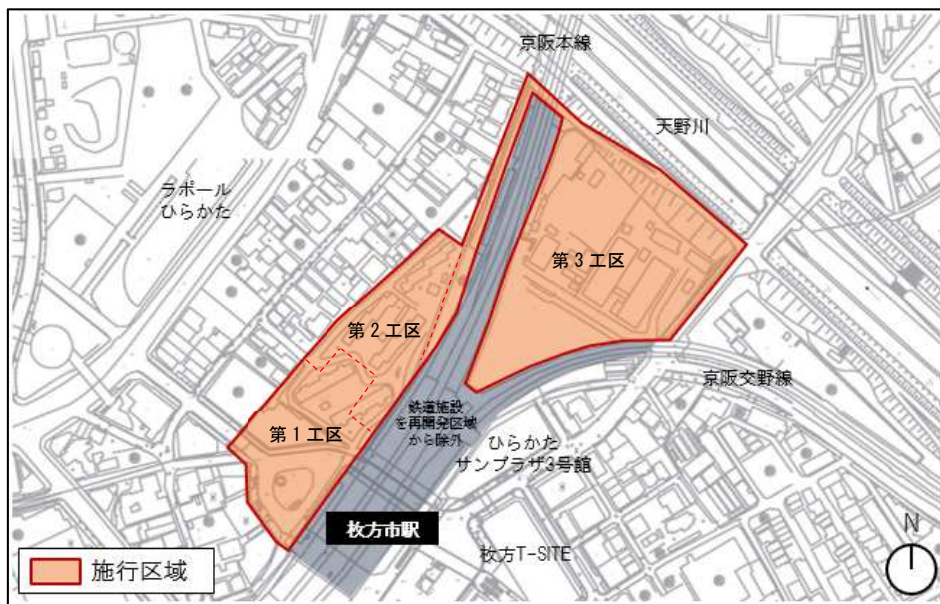 京阪本線
天野川
ラポール
ひらかた
第3工区
第2工区
京阪交野線
鉄道施設
を再開発区域
から除外
第1工区
ひらかた
サンプラザ3号館
枚方市駅
枚方T-SITE
N
施行区域